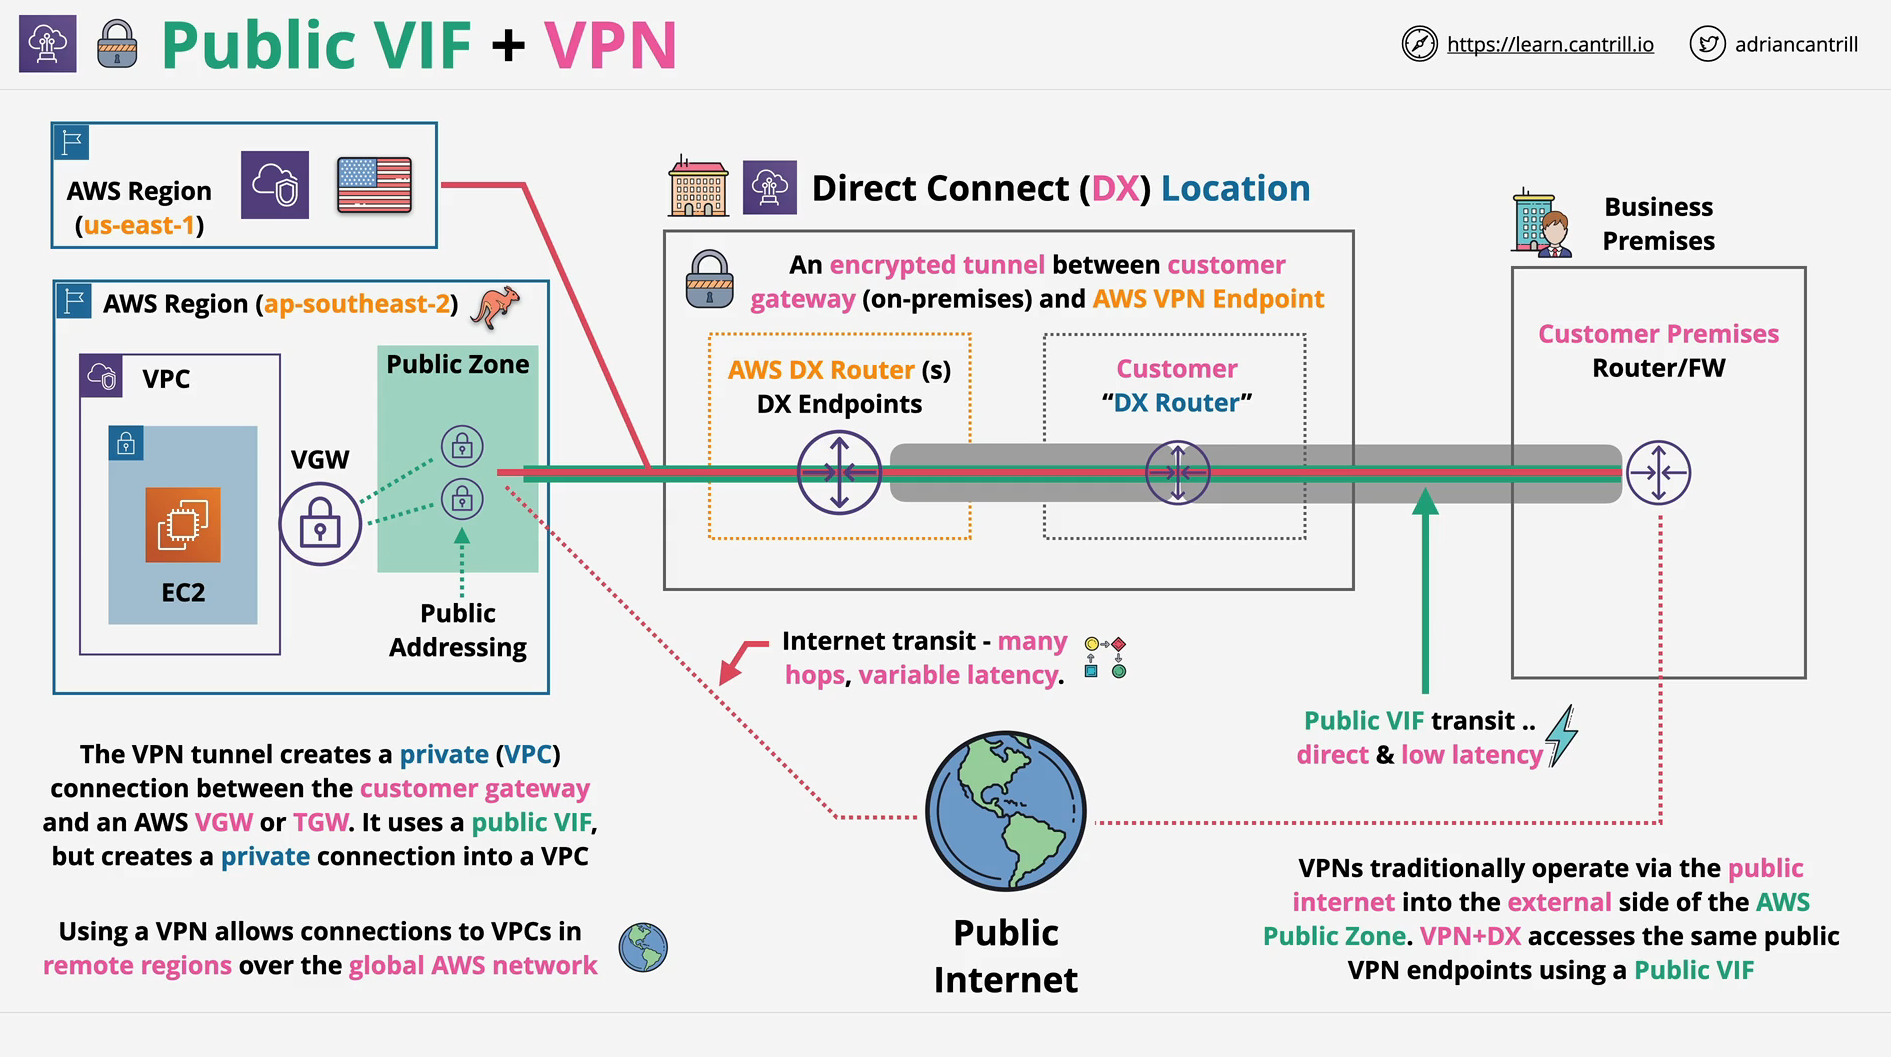 Public VIF + VPN
https://learn.cantrill.io
adriancantrill
AWS Region
(us-east-1)
AWS Region (ap-southeast-2)
VPC
EC2
VGW
Public Zone
Public
Addressing
Direct Connect (DX) Location
An encrypted tunnel between customer
gateway (on-premises) and AWS VPN Endpoint
AWS DX Router (s)
DX Endpoints
Customer
“DX Router”
Business
Premises
Customer Premises
Router/FW
Internet transit - many
hops, variable latency.
Public VIF transit ..
direct & low latency
The VPN tunnel creates a private (VPC)
connection between the customer gateway
and an AWS VGW or TGW. It uses a public VIF,
but creates a private connection into a VPC
Using a VPN allows connections to VPCs in
remote regions over the global AWS network
Public
Internet
VPNs traditionally operate via the public
internet into the external side of the AWS
Public Zone. VPN+DX accesses the same public
VPN endpoints using a Public VIF